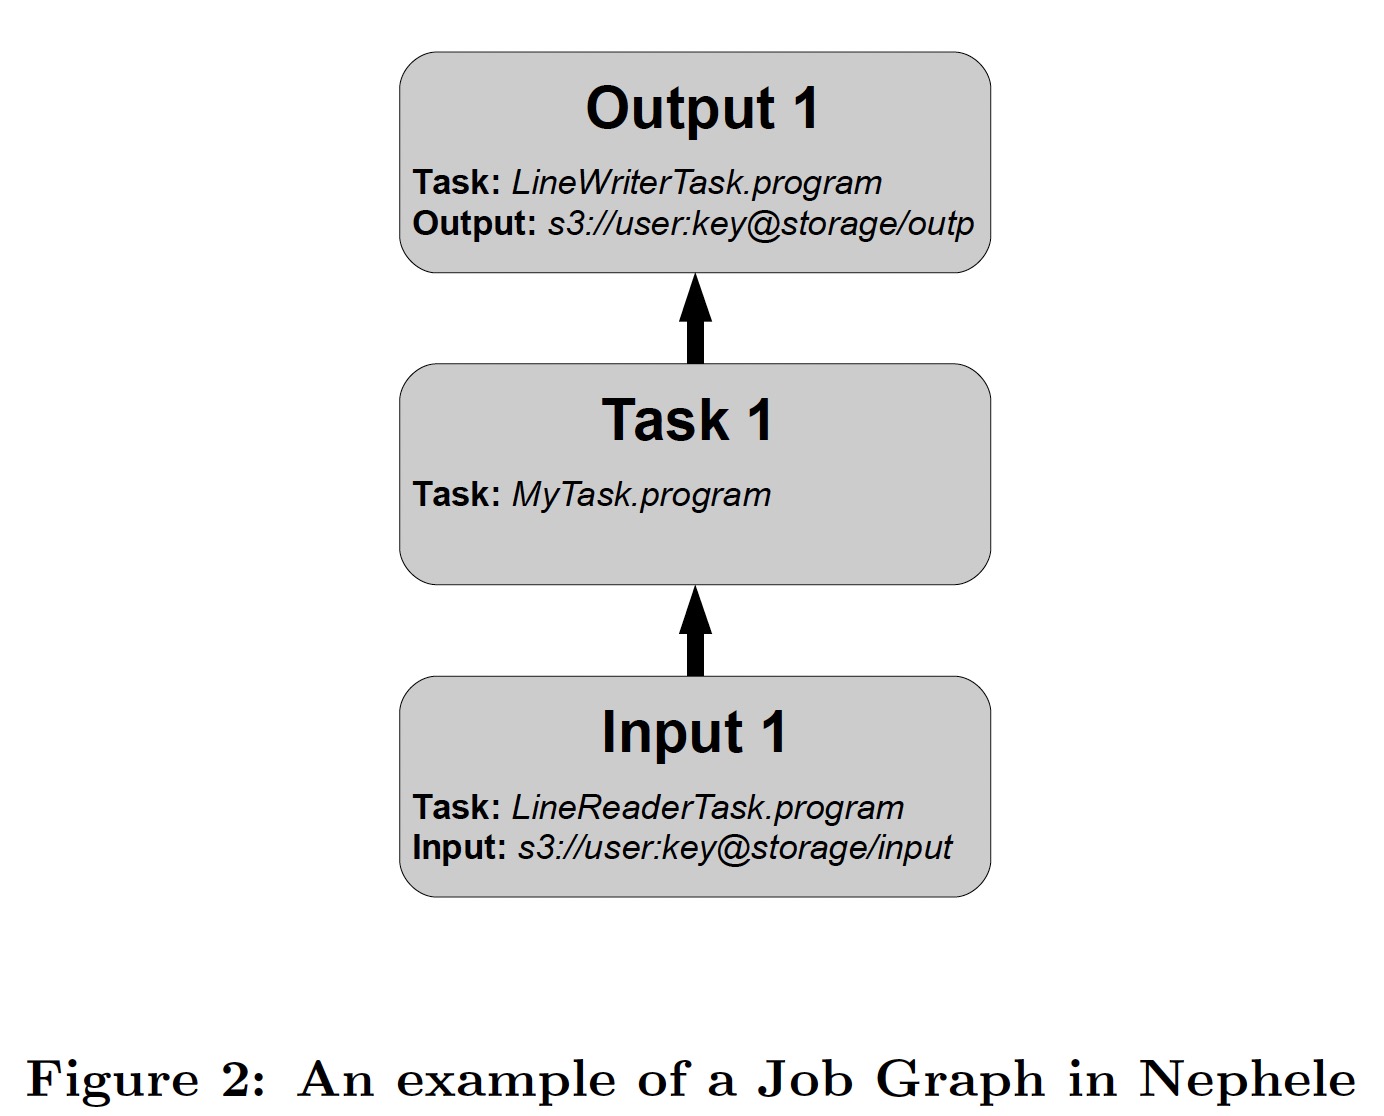 Output 1
Task: LineWriterTask.program
Output: s3://user:key@storage/outp
Task 1
Task: MyTask.program
Input 1
Task: LineReaderTask.program
Input: s3://user:key@storage/input
Figure 2: An example of a Job Graph in Nephele